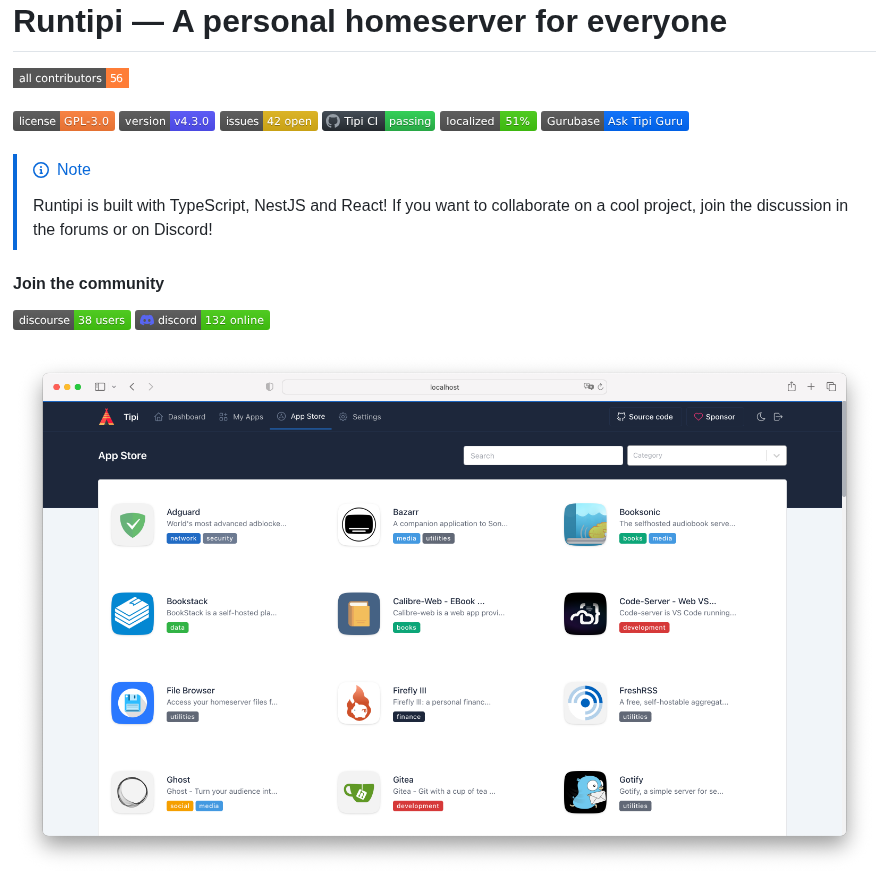 Runtipi — A personal homeserver for everyone
all contributors 56
license GPL-3.0 version v4.3.0 issues 42 open Tipi CI passing localized 51% Gurubase Ask Tipi Guru
Note
Runtipi is built with TypeScript, NestJS and React! If you want to collaborate on a cool project, join the discussion in
the forums or on Discord!
Join the community
discourse 38 users discord 132 online
localhost
Tipi Dashboard My Apps App Store Settings Source code Sponsor
App Store Search Category
Adguard Bazarr Booksonic
World's most advanced adblocke... A companion application to Son... The selfhosted audiobook serve...
network security media utilities books media
Bookstack Calibre-Web - EBook ... Code-Server - Web VS...
BookStack is a self-hosted pla... Calibre-web is a web app provi... Code-server is VS Code running...
data books development
File Browser Firefly III FreshRSS
Access your homeserver files f... Firefly III: a personal financ... A free, self-hostable aggregat...
utilities finance utilities
Ghost Gitea Gotify
Ghost - Turn your audience int... Gitea - Git with a cup of tea ... Gotify, a simple server for se...
social media development utilities